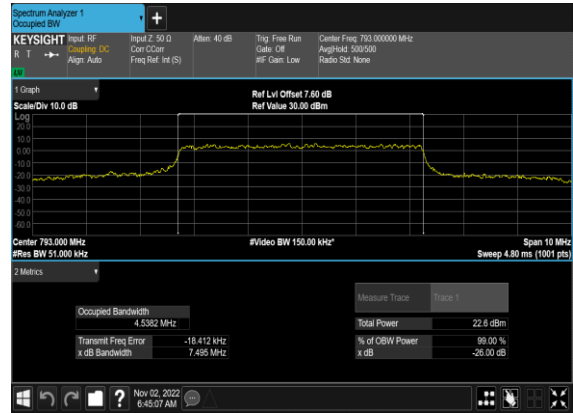 Spectrum Analyzer 1
Occupied BW
+
KEYSIGHT Input: RF Input Z: 50 Ω Atten: 40 dB Trig: Free Run Center Freq: 793.000000 MHz
R T Coupling: DC Corr CCorr Gate: Off Avg|Hold: 500/500
Align: Auto Freq Ref: Int (S) #IF Gain: Low Radio Std: None
LW
1 Graph Ref Lvl Offset 7.60 dB
Scale/Div 10.0 dB Ref Value 30.00 dBm
Log
20.0
10.0
0.00
-10.0
-20.0
-30.0
-40.0
-50.0
-60.0
Center 793.000 MHz #Video BW 150.00 kHz* Span 10 MHz
#Res BW 51.000 kHz Sweep 4.80 ms (1001 pts)
2 Metrics
Measure Trace Trace 1
Occupied Bandwidth
4.5382 MHz Total Power 22.6 dBm
Transmit Freq Error -18.412 kHz % of OBW Power 99.00 %
x dB Bandwidth 7.495 MHz x dB -26.00 dB
? Nov 02, 2022
6:45:07 AM